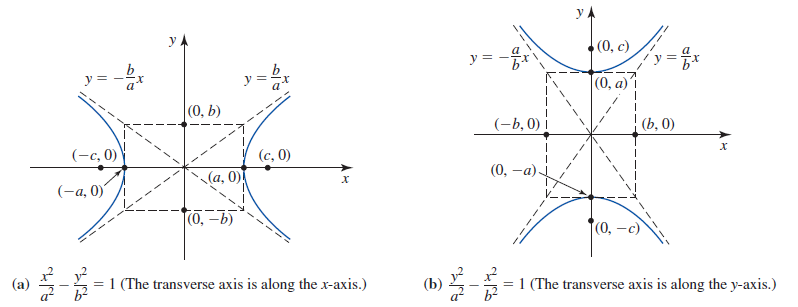 y
y = -b/a x
y = b/a x
(0, b)
(-c, 0)
(c, 0)
(-a, 0)
(a, 0)
x
(0, -b)
(a) x²/a² - y²/b² = 1 (The transverse axis is along the x-axis.)
y
(0, c)
y = -a/b x
y = a/b x
(0, a)
(-b, 0)
(b, 0)
x
(0, -a)
(0, -c)
(b) y²/a² - x²/b² = 1 (The transverse axis is along the y-axis.)